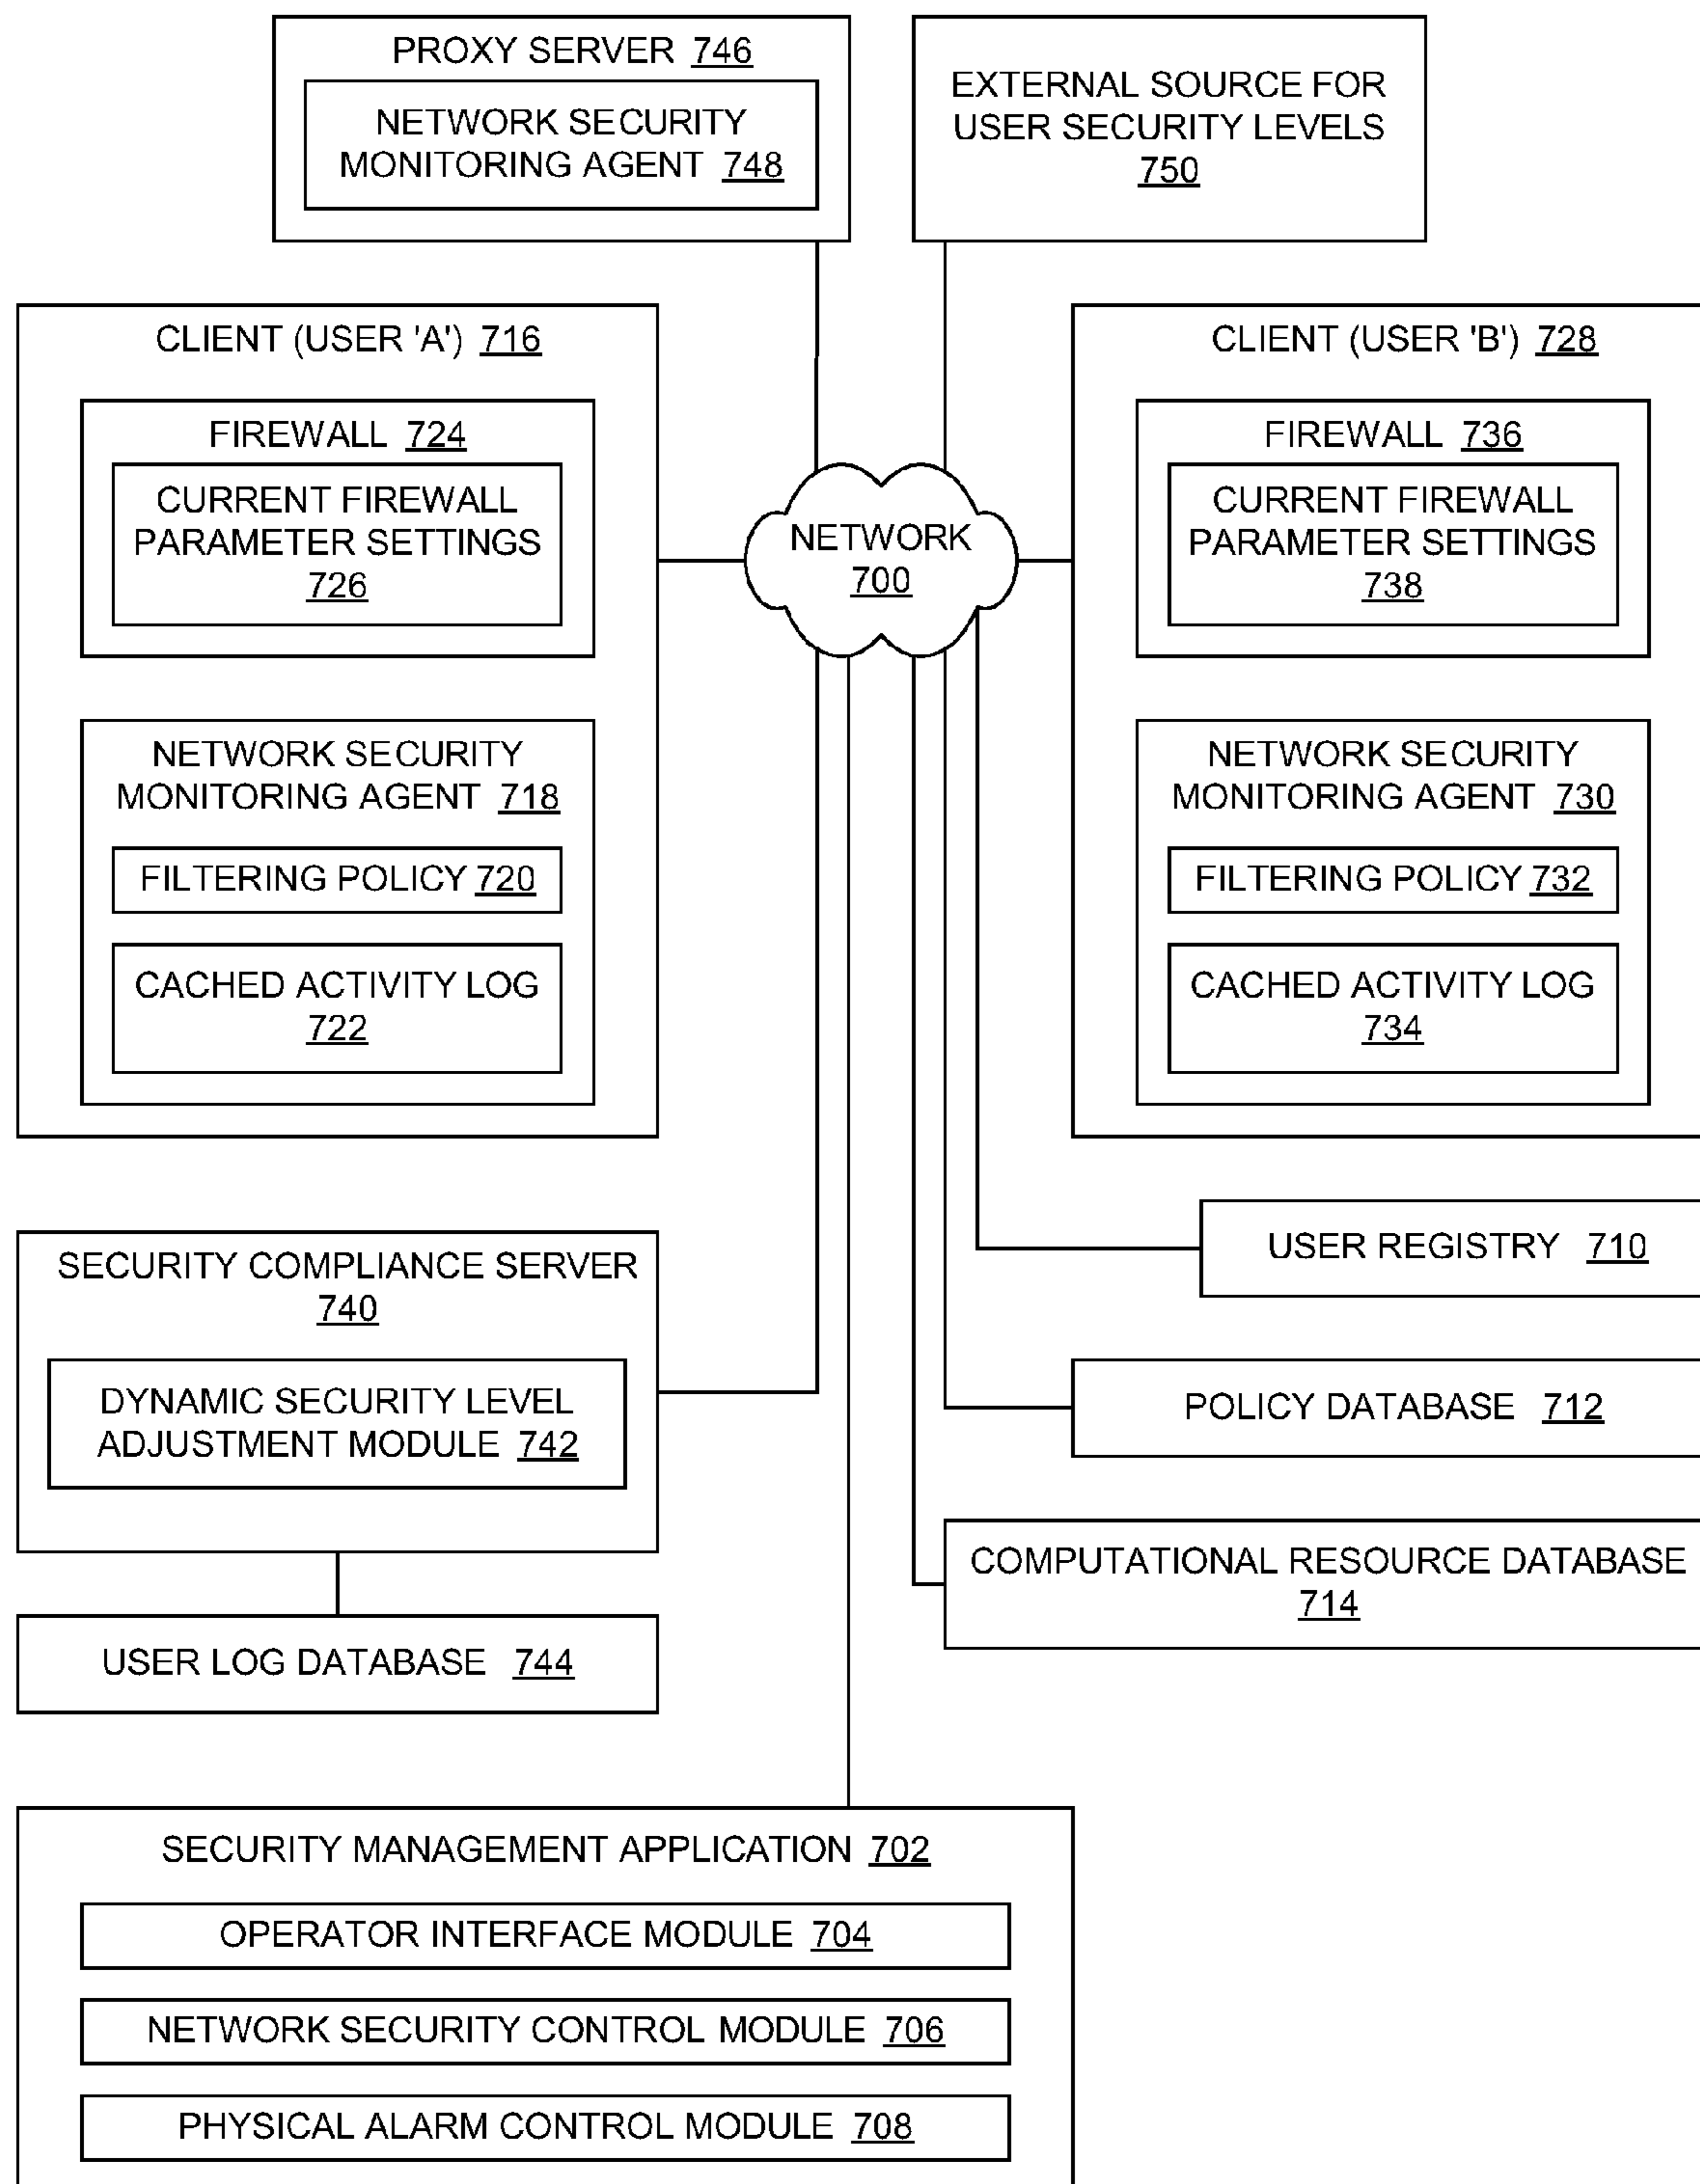 PROXY SERVER 746
NETWORK SECURITY
MONITORING AGENT 748
EXTERNAL SOURCE FOR
USER SECURITY LEVELS
750
CLIENT (USER 'A') 716
FIREWALL 724
CURRENT FIREWALL
PARAMETER SETTINGS
726
NETWORK SECURITY
MONITORING AGENT 718
FILTERING POLICY 720
CACHED ACTIVITY LOG
722
NETWORK
700
CLIENT (USER 'B') 728
FIREWALL 736
CURRENT FIREWALL
PARAMETER SETTINGS
738
NETWORK SECURITY
MONITORING AGENT 730
FILTERING POLICY 732
CACHED ACTIVITY LOG
734
SECURITY COMPLIANCE SERVER
740
DYNAMIC SECURITY LEVEL
ADJUSTMENT MODULE 742
USER LOG DATABASE 744
USER REGISTRY 710
POLICY DATABASE 712
COMPUTATIONAL RESOURCE DATABASE
714
SECURITY MANAGEMENT APPLICATION 702
OPERATOR INTERFACE MODULE 704
NETWORK SECURITY CONTROL MODULE 706
PHYSICAL ALARM CONTROL MODULE 708